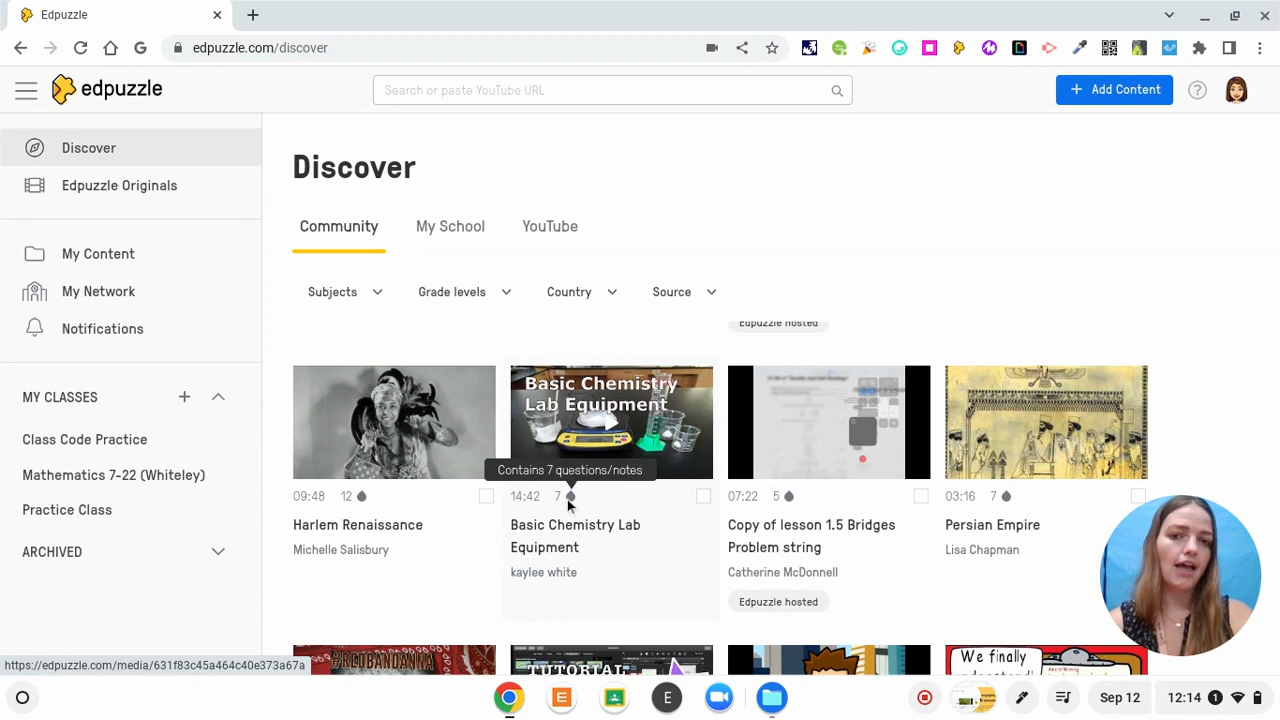 Edpuzzle
edpuzzle.com/discover
edpuzzle
Search or paste YouTube URL
+ Add Content
Discover
Edpuzzle Originals
My Content
My Network
Notifications
MY CLASSES
Class Code Practice
Mathematics 7-22 (Whiteley)
Practice Class
ARCHIVED
Discover
Community My School YouTube
Subjects Grade levels Country Source
Edpuzzle hosted
Basic Chemistry
Lab Equipment
Contains 7 questions/notes
09:48 12
Harlem Renaissance
Michelle Salisbury
14:42 7
Basic Chemistry Lab
Equipment
kaylee white
07:22 5
Copy of lesson 1.5 Bridges
Problem string
Catherine McDonnell
Edpuzzle hosted
03:16 7
Persian Empire
Lisa Chapman
#REDBANDANNA
TUTORIAL
We finally
https://edpuzzle.com/media/631f83c45a464c40e373a67a
E
Sep 12
12:14 1